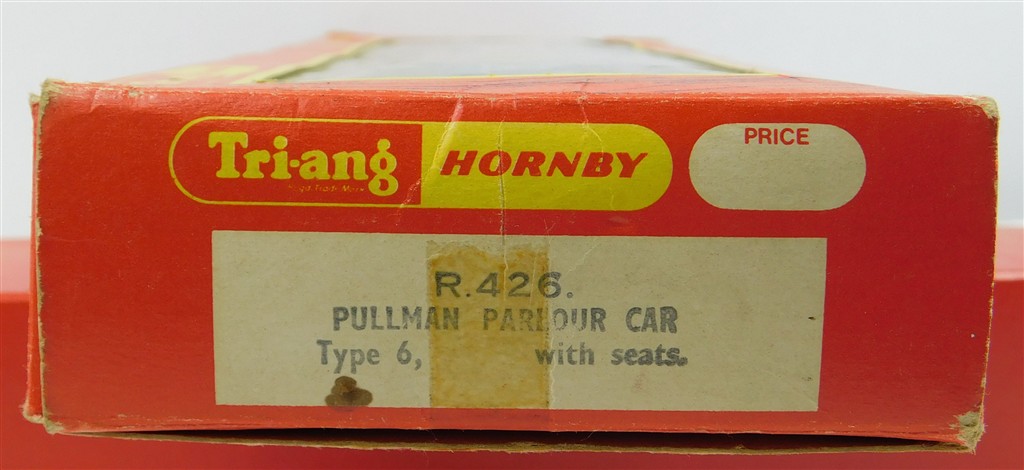 Tri-ang HORNBY PRICE
R.426.
PULLMAN PARLOUR CAR
Type 6, with seats.